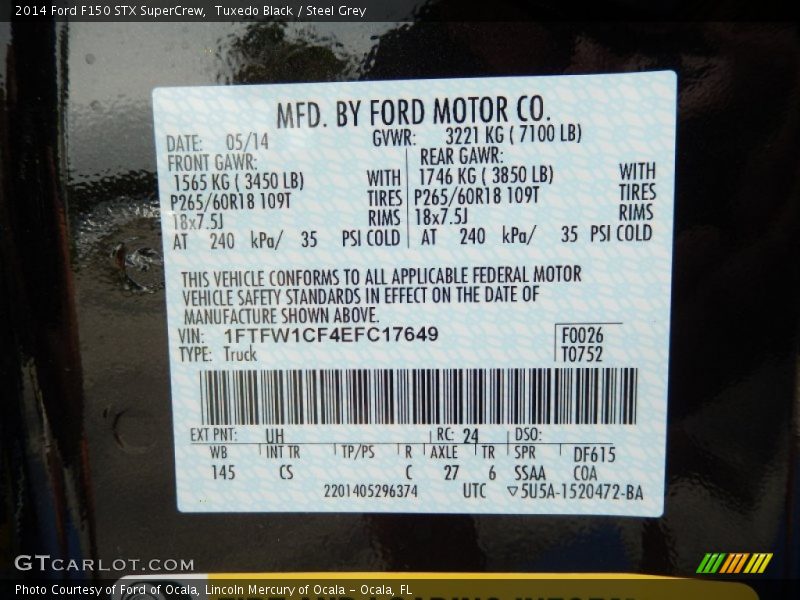 2014 Ford F150 STX SuperCrew, Tuxedo Black / Steel Grey
MFD. BY FORD MOTOR CO.
DATE: 05/14 GVWR: 3221 KG ( 7100 LB)
FRONT GAWR: REAR GAWR:
1565 KG ( 3450 LB) WITH 1746 KG ( 3850 LB) WITH
P265/60R18 109T TIRES P265/60R18 109T TIRES
18x7.5J RIMS 18x7.5J RIMS
AT 240 kPa/ 35 PSI COLD AT 240 kPa/ 35 PSI COLD
THIS VEHICLE CONFORMS TO ALL APPLICABLE FEDERAL MOTOR
VEHICLE SAFETY STANDARDS IN EFFECT ON THE DATE OF
MANUFACTURE SHOWN ABOVE.
VIN: 1FTFW1CF4EFC17649 F0026
TYPE: Truck T0752
EXT PNT: UH RC: 24 DSO:
WB INT TR TP/PS R AXLE TR SPR DF615
145 CS C 27 6 SSAA COA
2201405296374 UTC ▽5U5A-1520472-BA
GTcarlot.com
Photo Courtesy of Ford of Ocala, Lincoln Mercury of Ocala - Ocala, FL